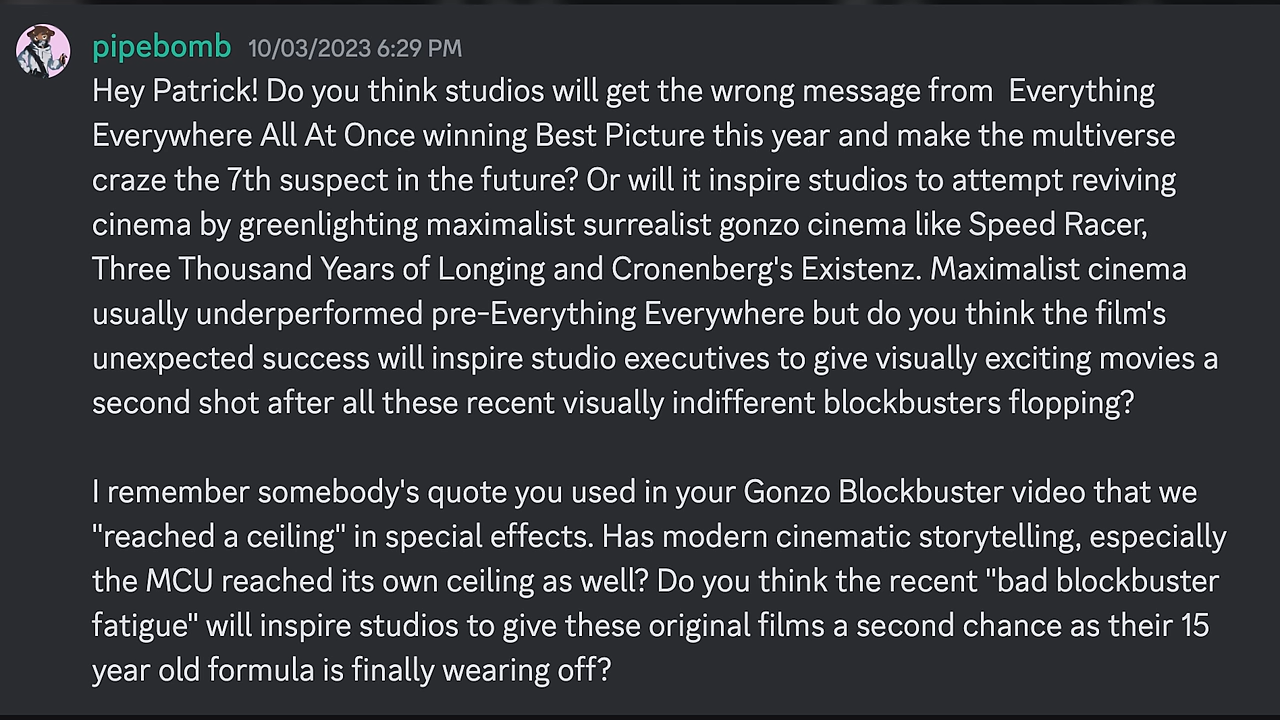 pipebomb 10/03/2023 6:29 PM
Hey Patrick! Do you think studios will get the wrong message from  Everything
Everywhere All At Once winning Best Picture this year and make the multiverse
craze the 7th suspect in the future? Or will it inspire studios to attempt reviving
cinema by greenlighting maximalist surrealist gonzo cinema like Speed Racer,
Three Thousand Years of Longing and Cronenberg's Existenz. Maximalist cinema
usually underperformed pre-Everything Everywhere but do you think the film's
unexpected success will inspire studio executives to give visually exciting movies a
second shot after all these recent visually indifferent blockbusters flopping?
I remember somebody's quote you used in your Gonzo Blockbuster video that we
"reached a ceiling" in special effects. Has modern cinematic storytelling, especially
the MCU reached its own ceiling as well? Do you think the recent "bad blockbuster
fatigue" will inspire studios to give these original films a second chance as their 15
year old formula is finally wearing off?